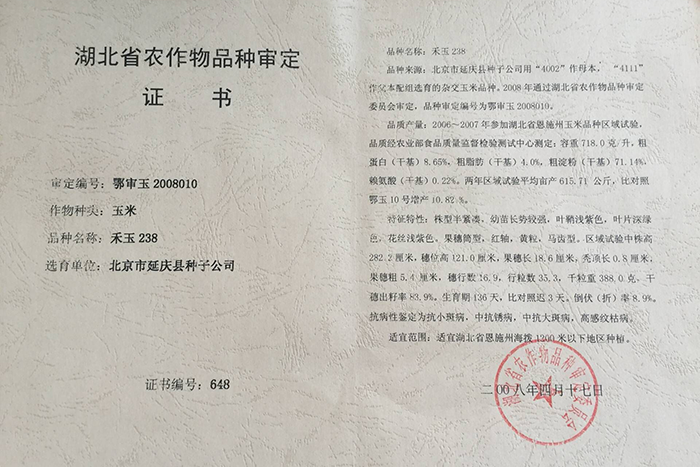 湖北省农作物品种审定
证 书
审定编号：鄂审玉 2008010
作物种类：玉米
品种名称：禾玉 238
选育单位：北京市延庆县种子公司
证书编号：648
品种名称：禾玉 238
品种来源：北京市延庆县种子公司用“4002”作母本，“4111”
作父本配组选育的杂交玉米品种。2008 年通过湖北省农作物品种审定
委员会审定，品种审定编号为鄂审玉 2008010。
品质产量：2006～2007 年参加湖北省恩施州玉米品种区域试验，
品质经农业部食品质量监督检验测试中心测定：容重 718.0 克/升，粗
蛋白（干基）8.65%，粗脂肪（干基）4.0%，粗淀粉（干基）71.14%，
赖氨酸（干基）0.22%。两年区域试验平均亩产 615.71 公斤，比对照
鄂玉 10 号增产 10.82%。
特征特性：株型半紧凑，幼苗长势较强，叶鞘浅紫色，叶片深绿
色，花丝浅紫色，果穗筒型，红轴，黄粒，马齿型。区域试验中株高
282.2 厘米，穗位高 121.0 厘米，果穗长 18.6 厘米，秃顶长 0.8 厘米，
果穗粗 5.4 厘米，穗行数 16.9，行粒数 35.3，千粒重 388.0 克，干
穗出籽率 83.9%。生育期 136 天，比对照迟 3 天。倒伏（折）率 8.9%。
抗病性鉴定为抗小斑病，中抗锈病，中抗大斑病，高感纹枯病。
适宜范围：适宜湖北省恩施州海拨 1200 米以下地区种植。
二〇〇八年四月十七日
湖北省农作物品种审定委员会